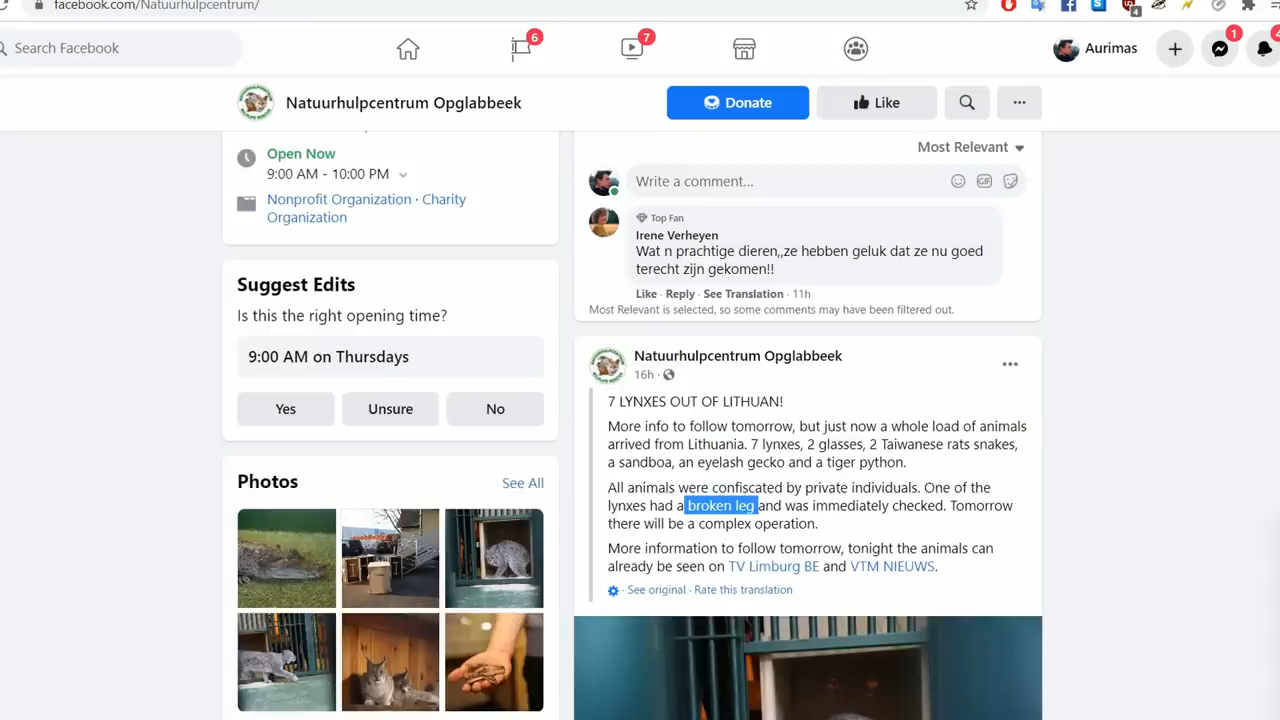 facebook.com/Natuurhulpcentrum/
4
Search Facebook
6
7
Aurimas
1
4
Natuurhulpcentrum Opglabbeek
Donate
Like
Open Now
9:00 AM - 10:00 PM
Nonprofit Organization · Charity
Organization
Suggest Edits
Is this the right opening time?
9:00 AM on Thursdays
Yes
Unsure
No
Photos
See All
Most Relevant
Write a comment...
GIF
Top Fan
Irene Verheyen
Wat n prachtige dieren,,ze hebben geluk dat ze nu goed
terecht zijn gekomen!!
Like · Reply · See Translation · 11h
Most Relevant is selected, so some comments may have been filtered out.
Natuurhulpcentrum Opglabbeek
16h ·
7 LYNXES OUT OF LITHUAN!
More info to follow tomorrow, but just now a whole load of animals
arrived from Lithuania. 7 lynxes, 2 glasses, 2 Taiwanese rats snakes,
a sandboa, an eyelash gecko and a tiger python.
All animals were confiscated by private individuals. One of the
lynxes had a broken leg and was immediately checked. Tomorrow
there will be a complex operation.
More information to follow tomorrow, tonight the animals can
already be seen on TV Limburg BE and VTM NIEUWS.
· See original · Rate this translation